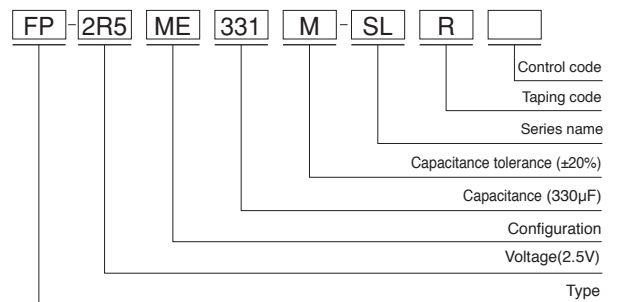 FP-2R5 ME 331 M-SL R
Control code
Taping code
Series name
Capacitance tolerance (±20%)
Capacitance (330μF)
Configuration
Voltage(2.5V)
Type